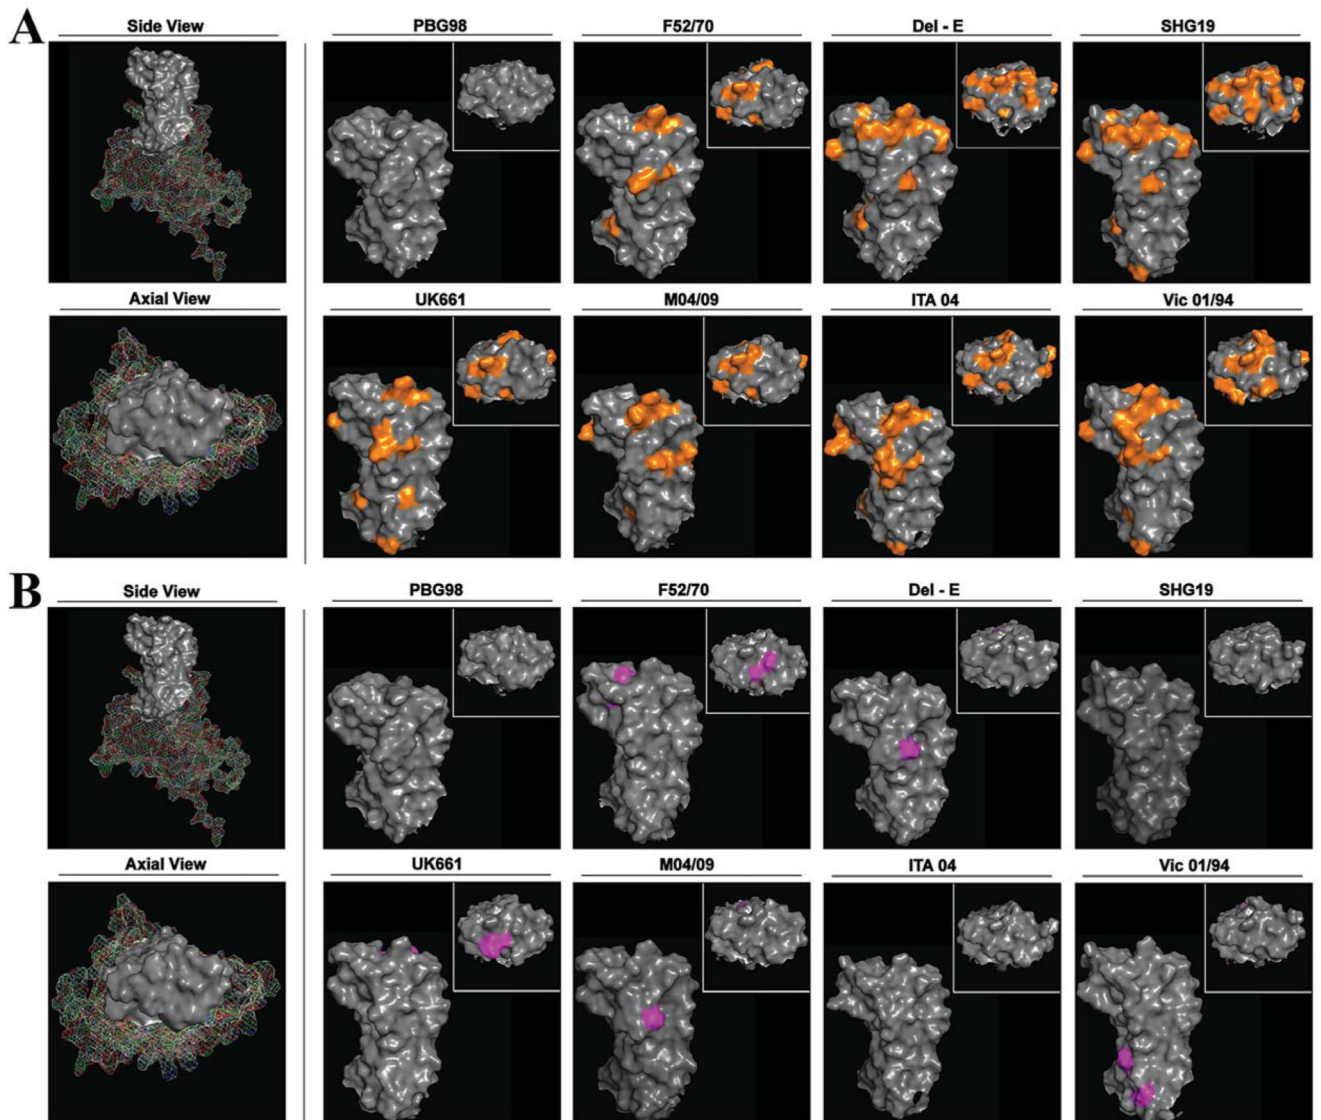 A
Side View
PBG98
F52/70
Del - E
SHG19
Axial View
UK661
M04/09
ITA 04
Vic 01/94
B
Side View
PBG98
F52/70
Del - E
SHG19
Axial View
UK661
M04/09
ITA 04
Vic 01/94